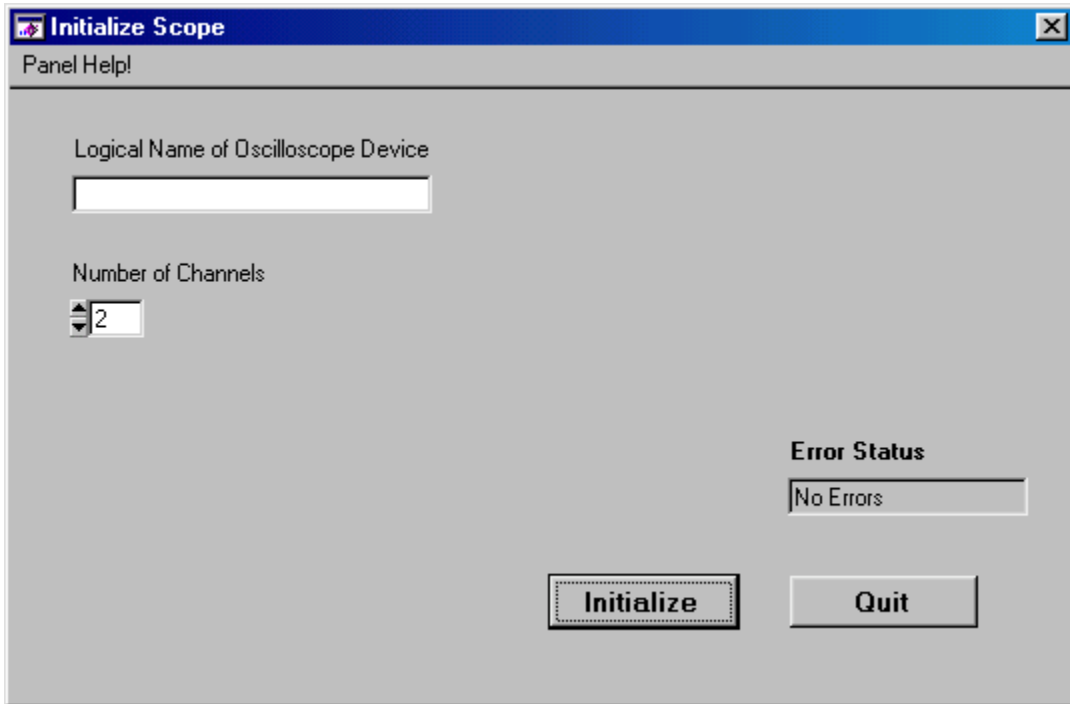 Initialize Scope
Panel Help!
Logical Name of Oscilloscope Device
Number of Channels
2
Error Status
No Errors
Initialize
Quit